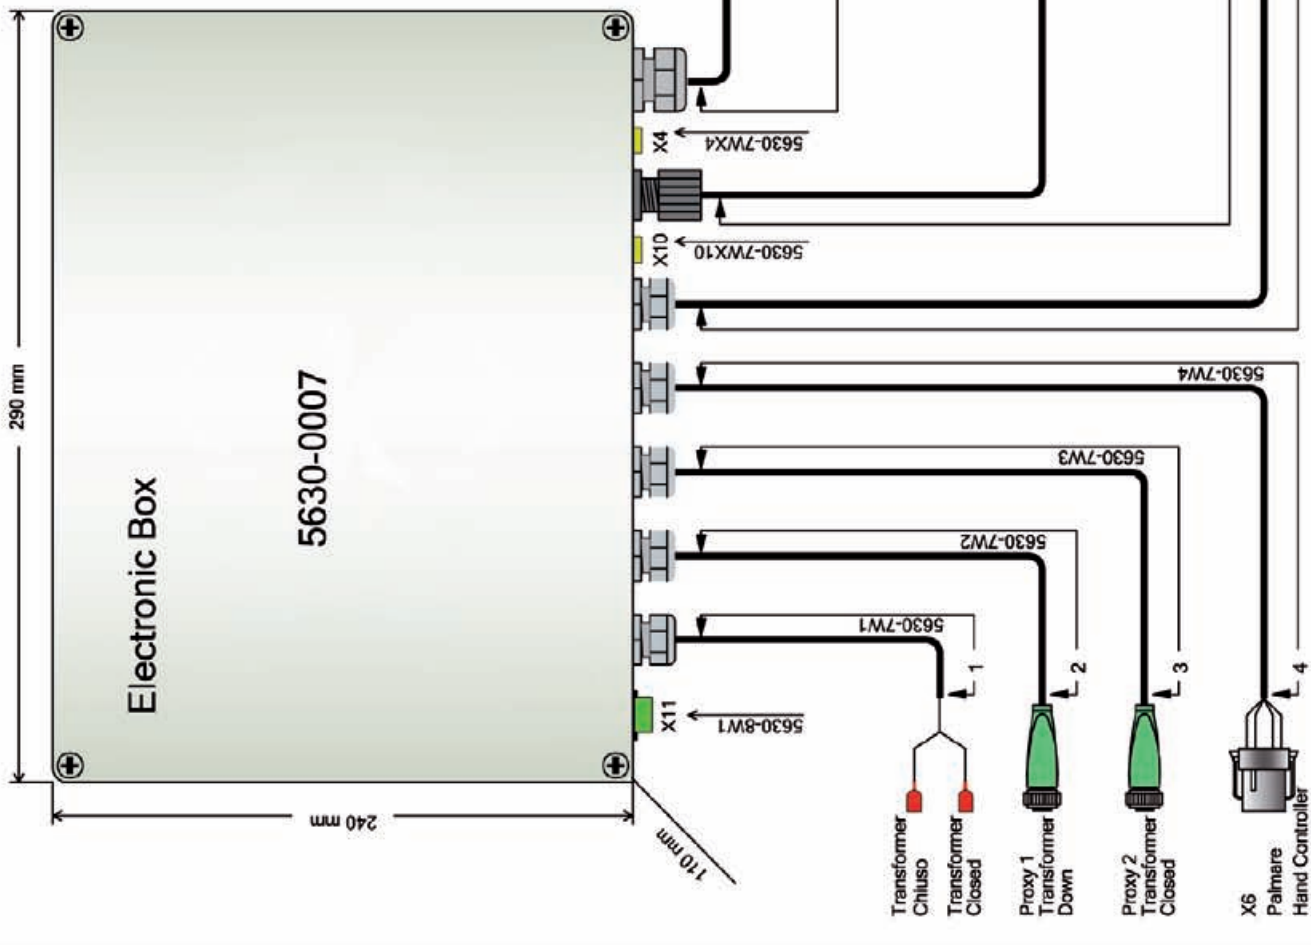 290 mm
Electronic Box
5630-0007
240 mm
110 mm
X4
5630-7WX4
X10
5630-7WX10
5630-7W4
5630-7W3
5630-7W2
5630-7W1
X11
5630-8W1
1
2
3
4
Transformer
Chiuso
Transformer
Closed
Proxy 1
Transformer
Down
Proxy 2
Transformer
Closed
X6
Palmare
Hand Controller